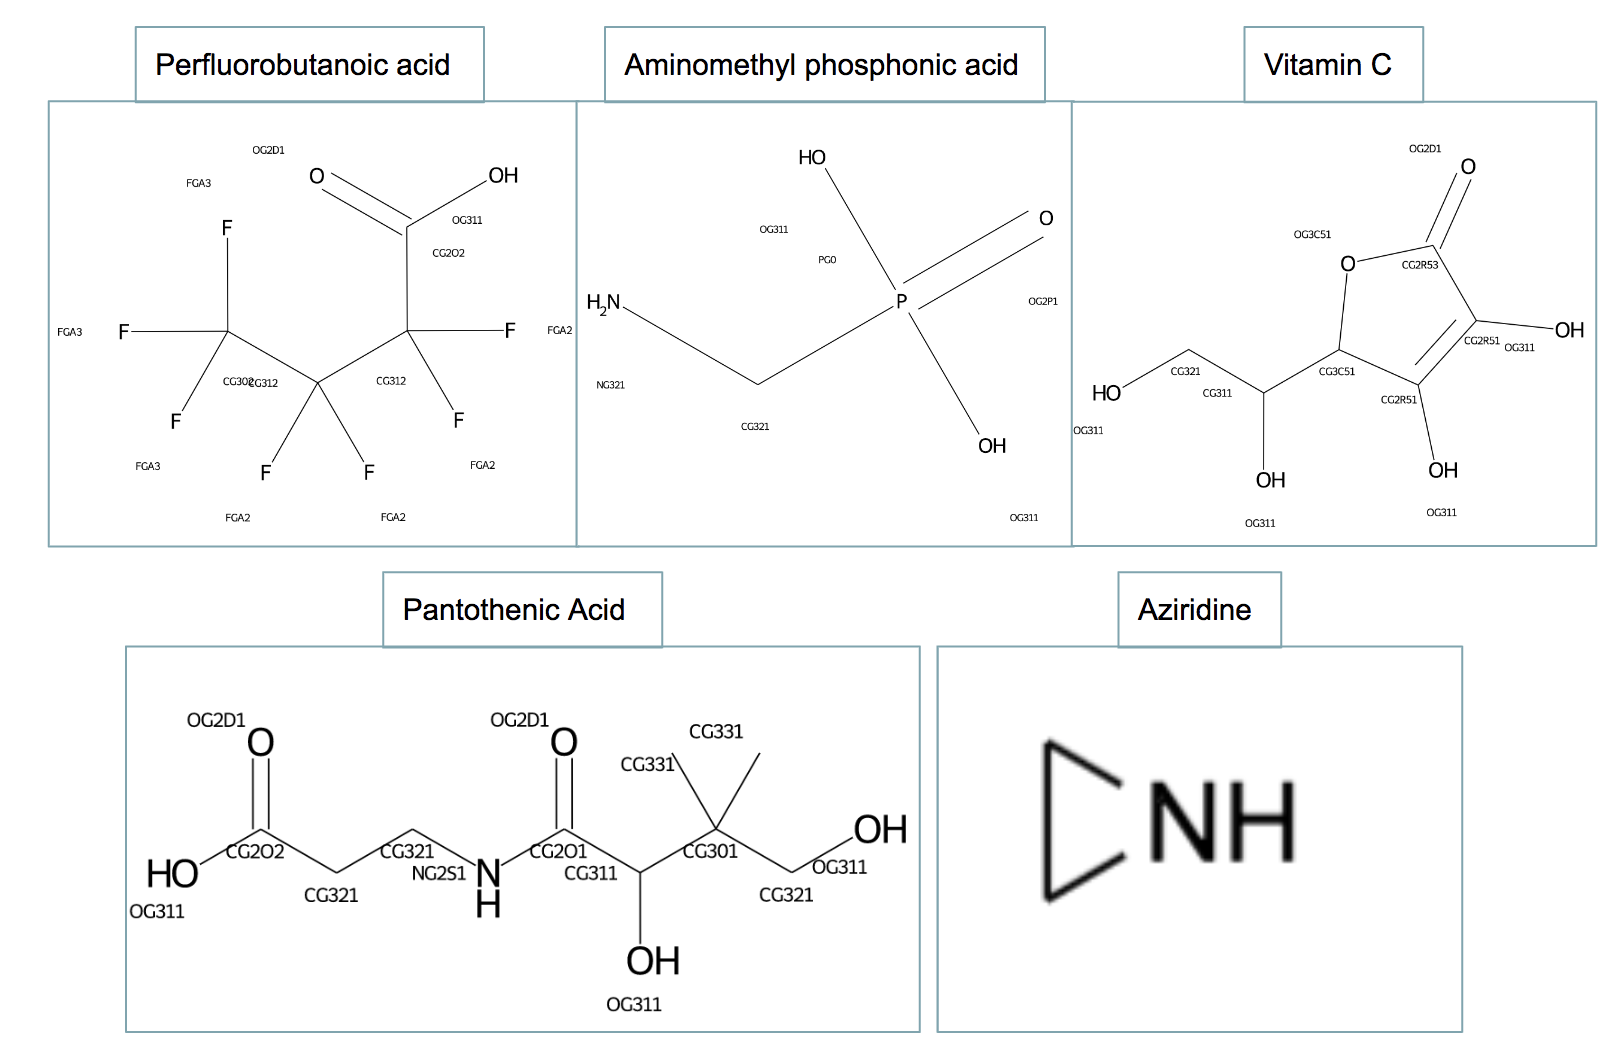 Perfluorobutanoic acid
Aminomethyl phosphonic acid
Vitamin C
OG2D1
O
OH
FGA3
OG311
F
CG2O2
FGA3
F
F
FGA2
CG302
CG312
CG312
F
F
FGA3
F
F
FGA2
FGA2
FGA2
HO
O
OG311
PG0
H2N
P
OG2P1
NG321
CG321
OH
OG311
OG2D1
O
OG3C51
O
CG2R53
OH
CG2R51
OG311
CG321
CG3C51
HO
CG311
CG2R51
OG311
OH
OH
OG311
OG311
Pantothenic Acid
Aziridine
OG2D1
O
OG2D1
O
CG331
CG331
OH
HO
CG2O2
CG321
NG2S1
N
H
CG2O1
CG311
CG301
OG311
OG311
CG321
CG321
OH
OG311
NH